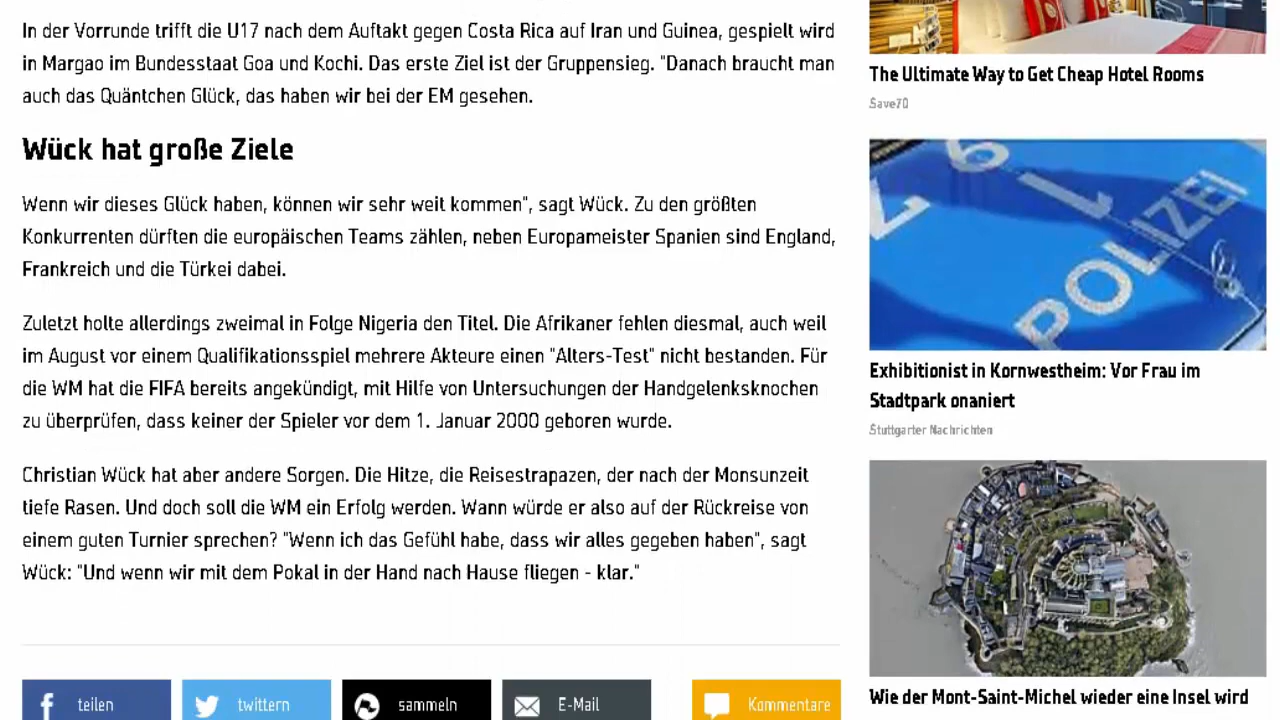 In der Vorrunde trifft die U17 nach dem Auftakt gegen Costa Rica auf Iran und Guinea, gespielt wird
in Margao im Bundesstaat Goa und Kochi. Das erste Ziel ist der Gruppensieg. "Danach braucht man
auch das Quäntchen Glück, das haben wir bei der EM gesehen.
Wück hat große Ziele
Wenn wir dieses Glück haben, können wir sehr weit kommen", sagt Wück. Zu den größten
Konkurrenten dürften die europäischen Teams zählen, neben Europameister Spanien sind England,
Frankreich und die Türkei dabei.
Zuletzt holte allerdings zweimal in Folge Nigeria den Titel. Die Afrikaner fehlen diesmal, auch weil
im August vor einem Qualifikationsspiel mehrere Akteure einen "Alters-Test" nicht bestanden. Für
die WM hat die FIFA bereits angekündigt, mit Hilfe von Untersuchungen der Handgelenksknochen
zu überprüfen, dass keiner der Spieler vor dem 1. Januar 2000 geboren wurde.
Christian Wück hat aber andere Sorgen. Die Hitze, die Reisestrapazen, der nach der Monsunzeit
tiefe Rasen. Und doch soll die WM ein Erfolg werden. Wann würde er also auf der Rückreise von
einem guten Turnier sprechen? "Wenn ich das Gefühl habe, dass wir alles gegeben haben", sagt
Wück: "Und wenn wir mit dem Pokal in der Hand nach Hause fliegen - klar."
teilen
twittern
sammeln
E-Mail
Kommentare
The Ultimate Way to Get Cheap Hotel Rooms
Save70
POLIZEI
Exhibitionist in Kornwestheim: Vor Frau im
Stadtpark onaniert
Stuttgarter Nachrichten
Wie der Mont-Saint-Michel wieder eine Insel wird